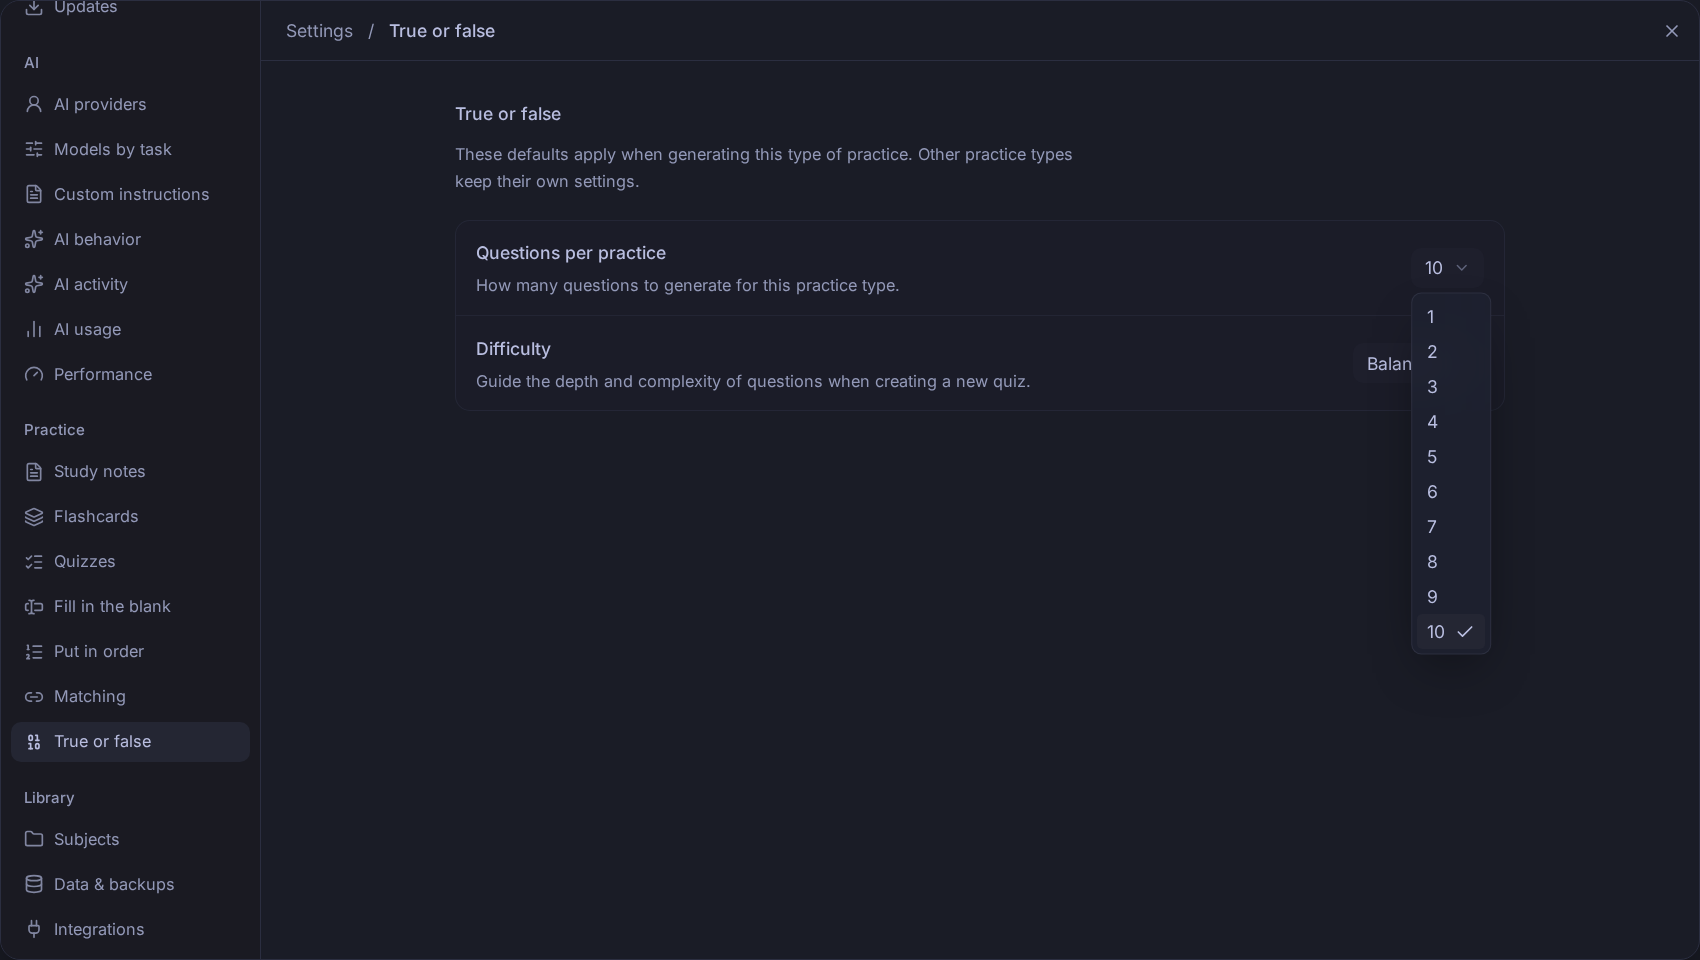 Updates
AI
AI providers
Models by task
Custom instructions
AI behavior
AI activity
AI usage
Performance
Practice
Study notes
Flashcards
Quizzes
Fill in the blank
Put in order
Matching
True or false
Library
Subjects
Data & backups
Integrations
Settings / True or false
True or false
These defaults apply when generating this type of practice. Other practice types
keep their own settings.
Questions per practice
How many questions to generate for this practice type.
10
Difficulty
Guide the depth and complexity of questions when creating a new quiz.
Balan
1
2
3
4
5
6
7
8
9
10